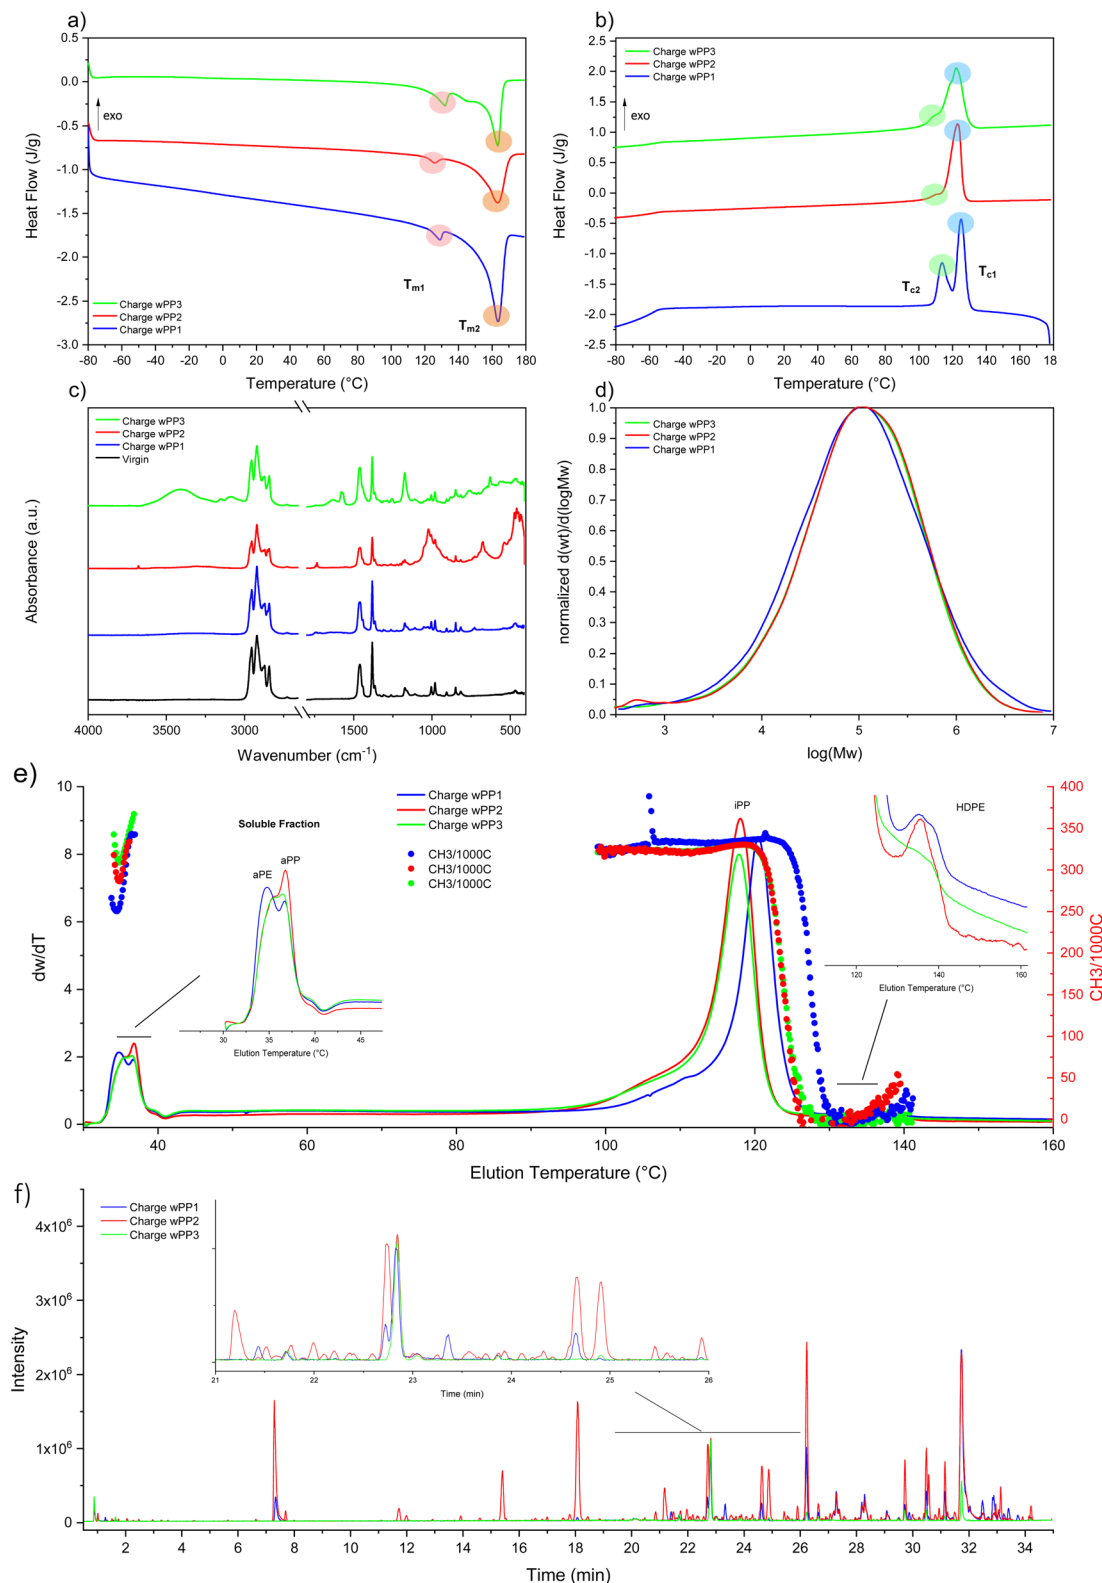 a)
0.5
0.0
-0.5
-1.0
-1.5
-2.0
-2.5
-3.0
Heat Flow (J/g)
exo
Tm1
Tm2
Charge wPP3
Charge wPP2
Charge wPP1
-80 -60 -40 -20 0 20 40 60 80 100 120 140 160 180
Temperature (°C)
b)
2.5
2.0
1.5
1.0
0.5
0.0
-0.5
-1.0
-1.5
-2.0
-2.5
Heat Flow (J/g)
Charge wPP3
Charge wPP2
Charge wPP1
exo
Tc2
Tc1
-80 -60 -40 -20 0 20 40 60 80 100 120 140 160 180
Temperature (°C)
c)
Charge wPP3
Charge wPP2
Charge wPP1
Virgin
Absorbance (a.u.)
4000 3000 1500 1000 500
Wavenumber (cm-1)
d)
1.0
0.9
0.8
0.7
0.6
0.5
0.4
0.3
0.2
0.1
0.0
normalized d(wt)/d(logMw)
Charge wPP3
Charge wPP2
Charge wPP1
3 4 5 6 7
log(Mw)
e)
10
8
6
4
2
0
dw/dT
Charge wPP1
Charge wPP2
Charge wPP3
CH3/1000C
CH3/1000C
CH3/1000C
Soluble Fraction
aPP
aPE
30 35 40 45
Elution Temperature (°C)
iPP
HDPE
120 140 160
Elution Temperature (°C)
400
350
300
250
200
150
100
50
0
CH3/1000C
40 60 80 100 120 140 160
Elution Temperature (°C)
f)
Charge wPP1
Charge wPP2
Charge wPP3
4x10⁶
3x10⁶
2x10⁶
1x10⁶
0
Intensity
21 22 23 24 25 26
Time (min)
2 4 6 8 10 12 14 16 18 20 22 24 26 28 30 32 34
Time (min)